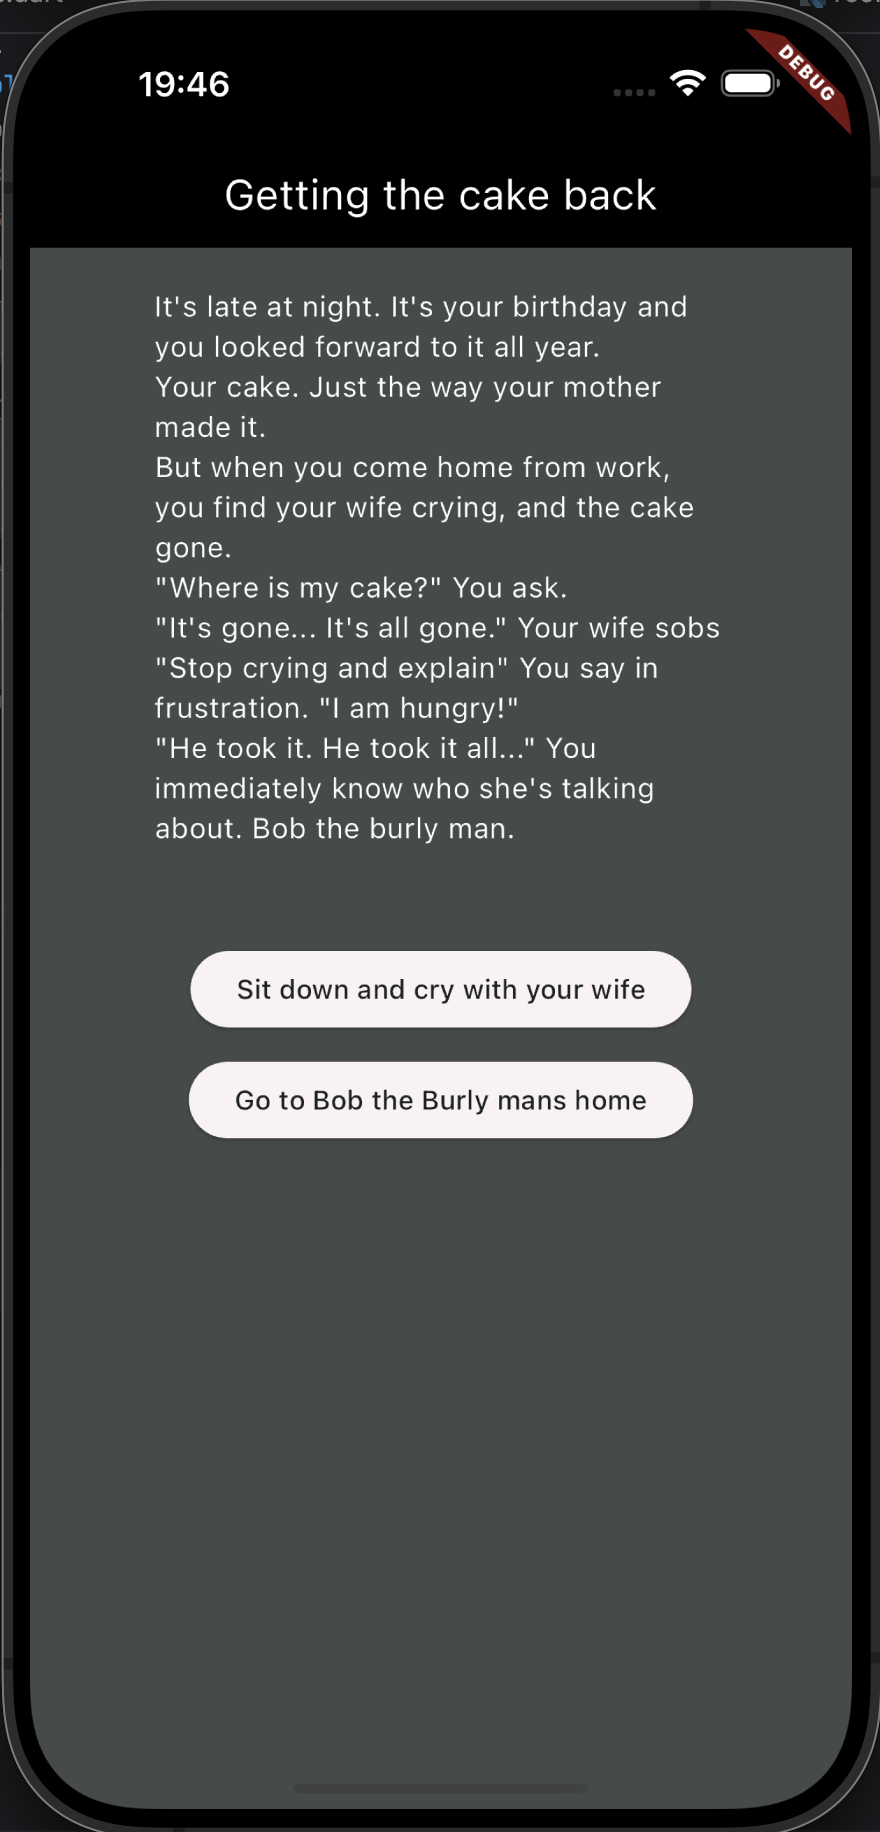 19:46
DEBUG
Getting the cake back
It's late at night. It's your birthday and
you looked forward to it all year.
Your cake. Just the way your mother
made it.
But when you come home from work,
you find your wife crying, and the cake
gone.
"Where is my cake?" You ask.
"It's gone... It's all gone." Your wife sobs
"Stop crying and explain" You say in
frustration. "I am hungry!"
"He took it. He took it all..." You
immediately know who she's talking
about. Bob the burly man.
Sit down and cry with your wife
Go to Bob the Burly mans home